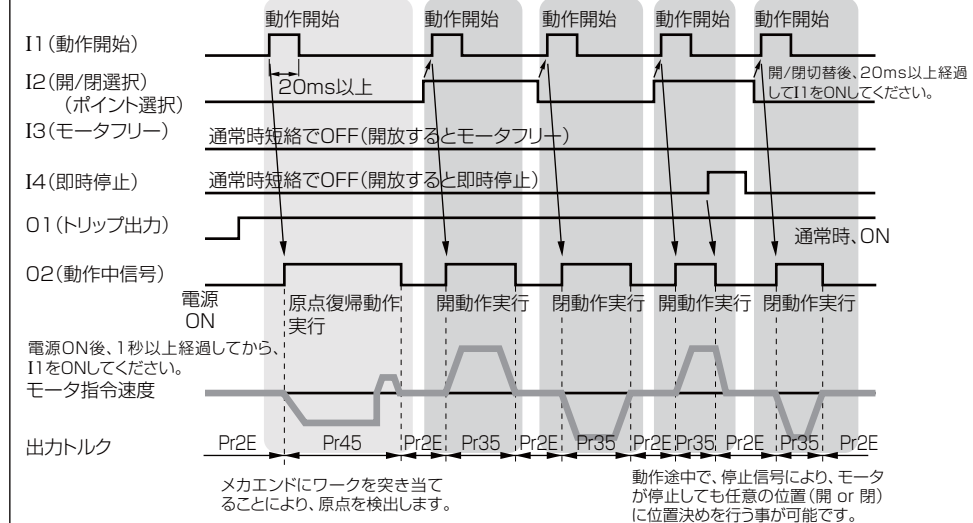 動作開始 動作開始 動作開始 動作開始 動作開始
I1（動作開始）
20ms以上
I2（開/閉選択）
（ポイント選択）
開/閉切替後、20ms以上経過
してI1をONしてください。
I3（モータフリー） 通常時短絡でOFF（開放するとモータフリー）
I4（即時停止） 通常時短絡でOFF（開放すると即時停止）
O1（トリップ出力）
通常時、ON
O2（動作中信号）
電源
ON
原点復帰動作
実行
開動作実行 閉動作実行 開動作実行 閉動作実行
電源ON後、1秒以上経過してから、
I1をONしてください。
モータ指令速度
出力トルク Pr2E Pr45 Pr2E Pr35 Pr2E Pr35 Pr2E Pr35 Pr2E Pr35 Pr2E
メカエンドにワークを突き当て
ることにより、原点を検出します。
動作途中で、停止信号により、モータ
が停止しても任意の位置（開 or 閉）
に位置決めを行う事が可能です。